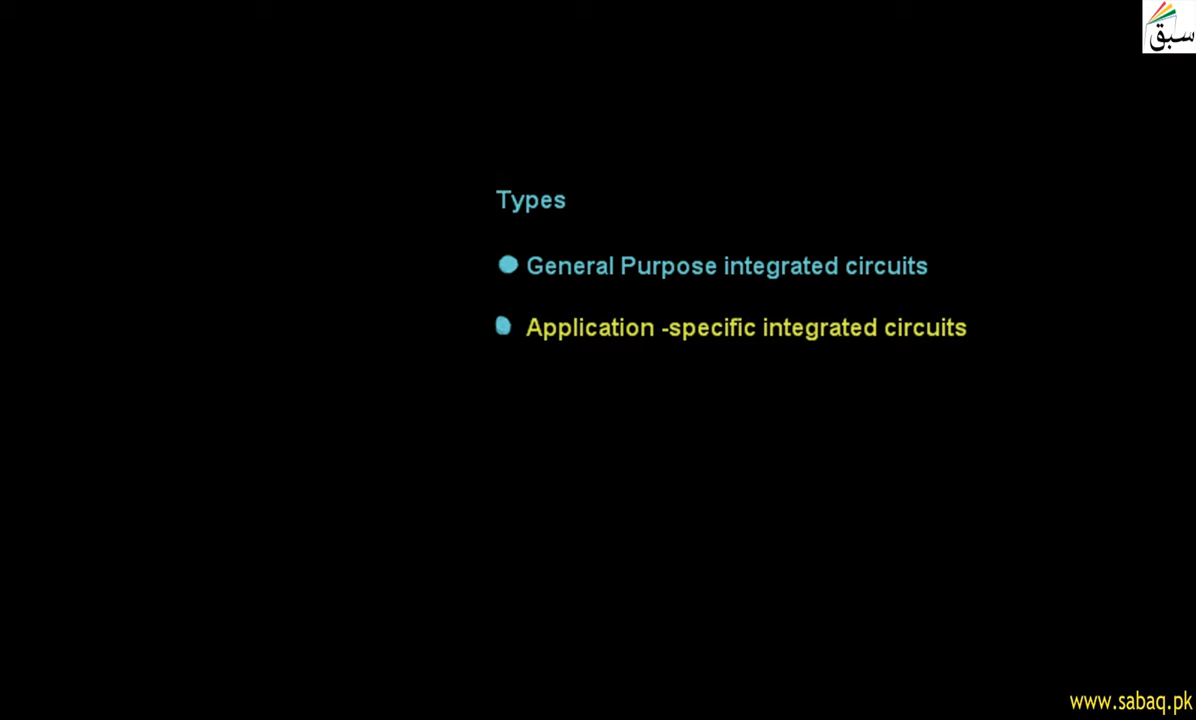 سبق
Types
General Purpose integrated circuits
Application -specific integrated circuits
www.sabaq.pk